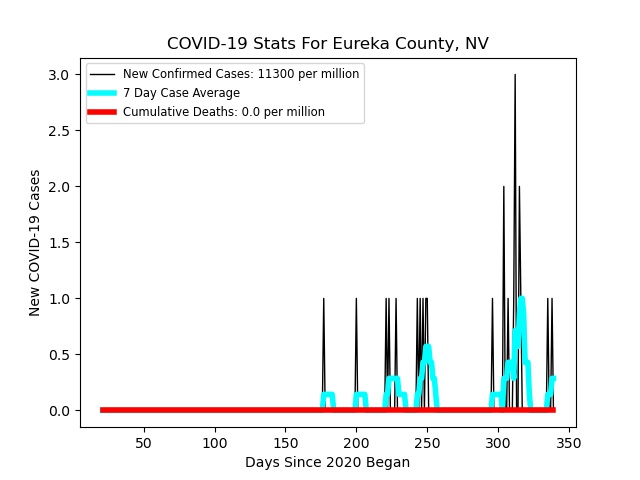 COVID-19 Stats For Eureka County, NV
New Confirmed Cases: 11300 per million
7 Day Case Average
Cumulative Deaths: 0.0 per million
3.0
2.5
2.0
1.5
1.0
0.5
0.0
New COVID-19 Cases
50 100 150 200 250 300 350
Days Since 2020 Began